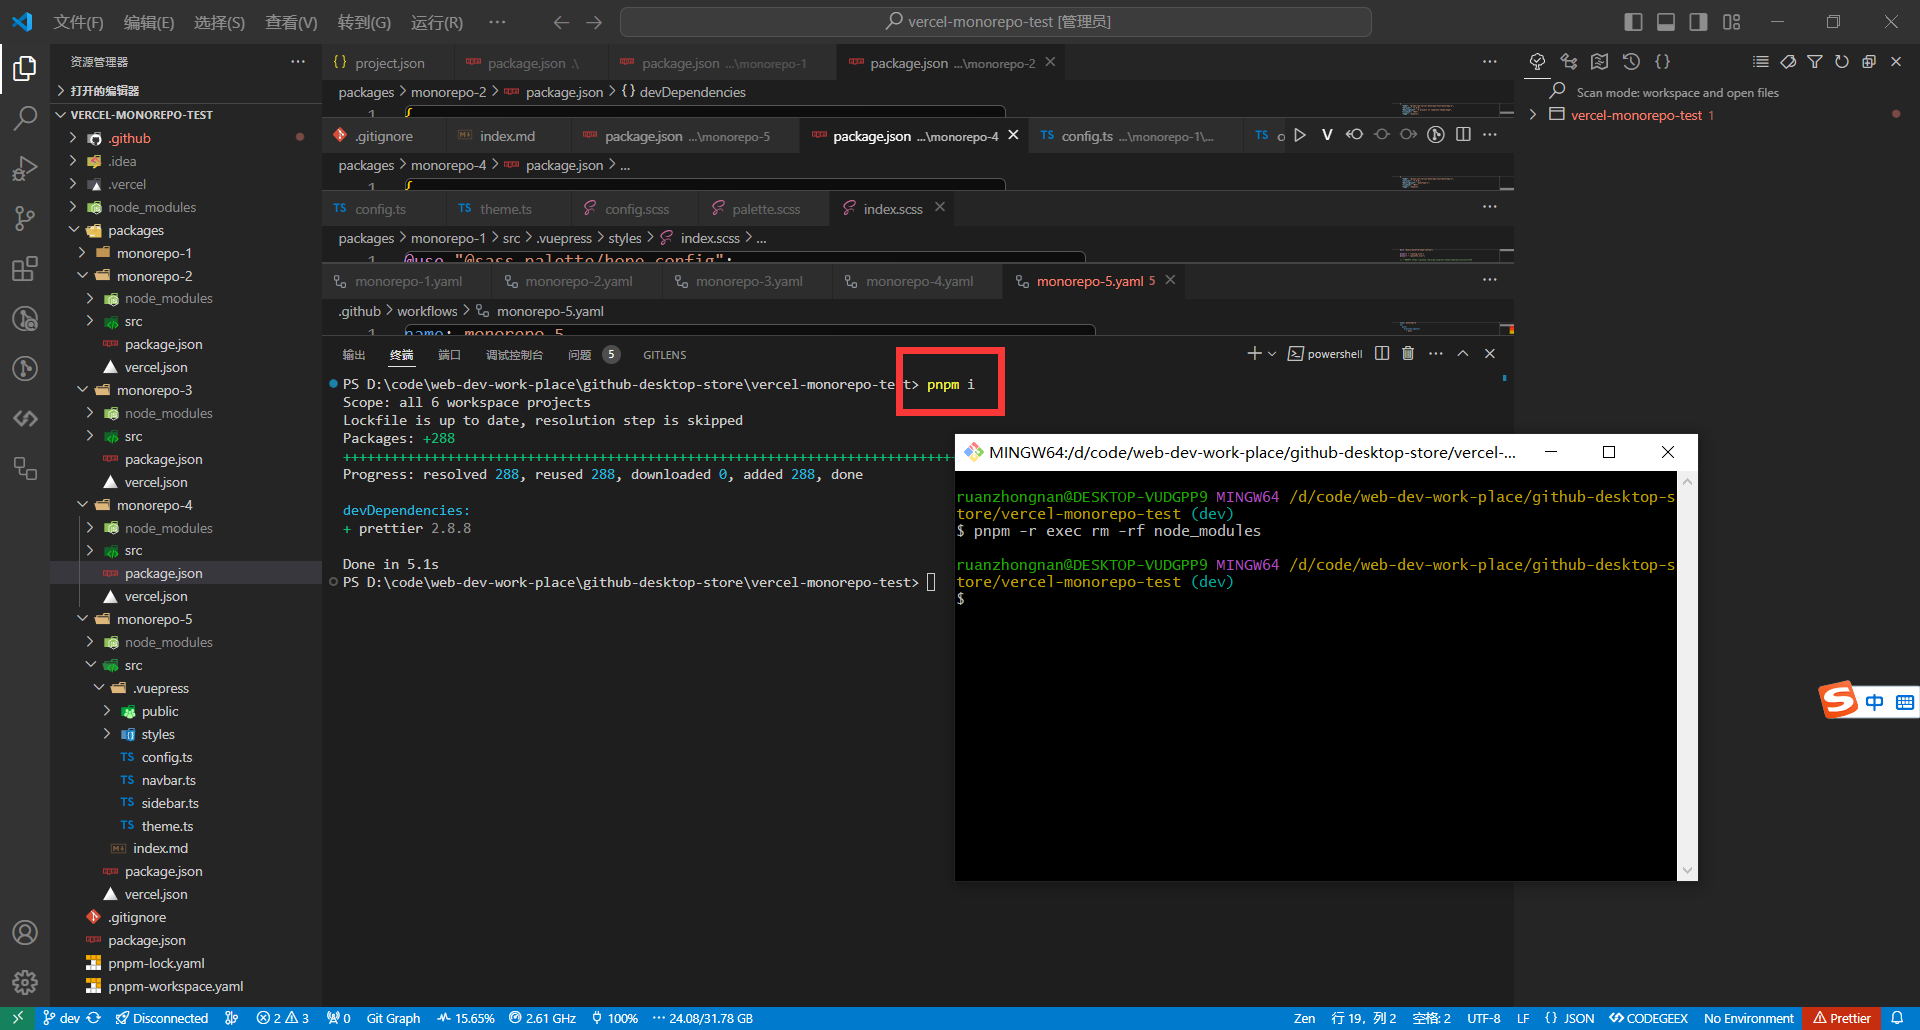 文件(F) 编辑(E) 选择(S) 查看(V) 转到(G) 运行(R) ···
vercel-monorepo-test [管理员]
资源管理器
打开的编辑器
VERCEL-MONOREPO-TEST
.github
.idea
.vercel
node_modules
packages
monorepo-1
monorepo-2
node_modules
src
package.json
vercel.json
monorepo-3
node_modules
src
package.json
vercel.json
monorepo-4
node_modules
src
package.json
vercel.json
monorepo-5
node_modules
src
.vuepress
public
styles
TS config.ts
TS navbar.ts
TS sidebar.ts
TS theme.ts
index.md
package.json
vercel.json
.gitignore
package.json
pnpm-lock.yaml
pnpm-workspace.yaml
{} project.json package.json .\ package.json ...\monorepo-1 package.json ...\monorepo-2
packages > monorepo-2 > package.json > {} devDependencies
1 {
.gitignore index.md package.json ...\monorepo-5 package.json ...\monorepo-4 TS config.ts ...\monorepo-1\... TS c
packages > monorepo-4 > package.json > ...
1 {
TS config.ts TS theme.ts config.scss palette.scss index.scss
packages > monorepo-1 > src > .vuepress > styles > index.scss > ...
1 @use "@sass-palette/hope-config";
monorepo-1.yaml monorepo-2.yaml monorepo-3.yaml monorepo-4.yaml monorepo-5.yaml 5
.github > workflows > monorepo-5.yaml
1 name: monorepo-5
输出 终端 端口 调试控制台 问题 5 GITLENS
powershell
PS D:\code\web-dev-work-place\github-desktop-store\vercel-monorepo-test> pnpm i
Scope: all 6 workspace projects
Lockfile is up to date, resolution step is skipped
Packages: +288
++++++++++++++++++++++++++++++++++++++++++++++++++++++++++++++++++++++++++++
Progress: resolved 288, reused 288, downloaded 0, added 288, done
devDependencies:
+ prettier 2.8.8
Done in 5.1s
PS D:\code\web-dev-work-place\github-desktop-store\vercel-monorepo-test>
MINGW64:/d/code/web-dev-work-place/github-desktop-store/vercel-...
ruanzhongnan@DESKTOP-VUDGPP9 MINGW64 /d/code/web-dev-work-place/github-desktop-s
tore/vercel-monorepo-test (dev)
$ pnpm -r exec rm -rf node_modules
ruanzhongnan@DESKTOP-VUDGPP9 MINGW64 /d/code/web-dev-work-place/github-desktop-s
tore/vercel-monorepo-test (dev)
$
Scan mode: workspace and open files
vercel-monorepo-test 1
中
dev Disconnected 2 3 0 Git Graph 15.65% 2.61 GHz 100% ··· 24.08/31.78 GB
Zen 行 19，列 2 空格: 2 UTF-8 LF {} JSON CODEGEEX No Environment Prettier